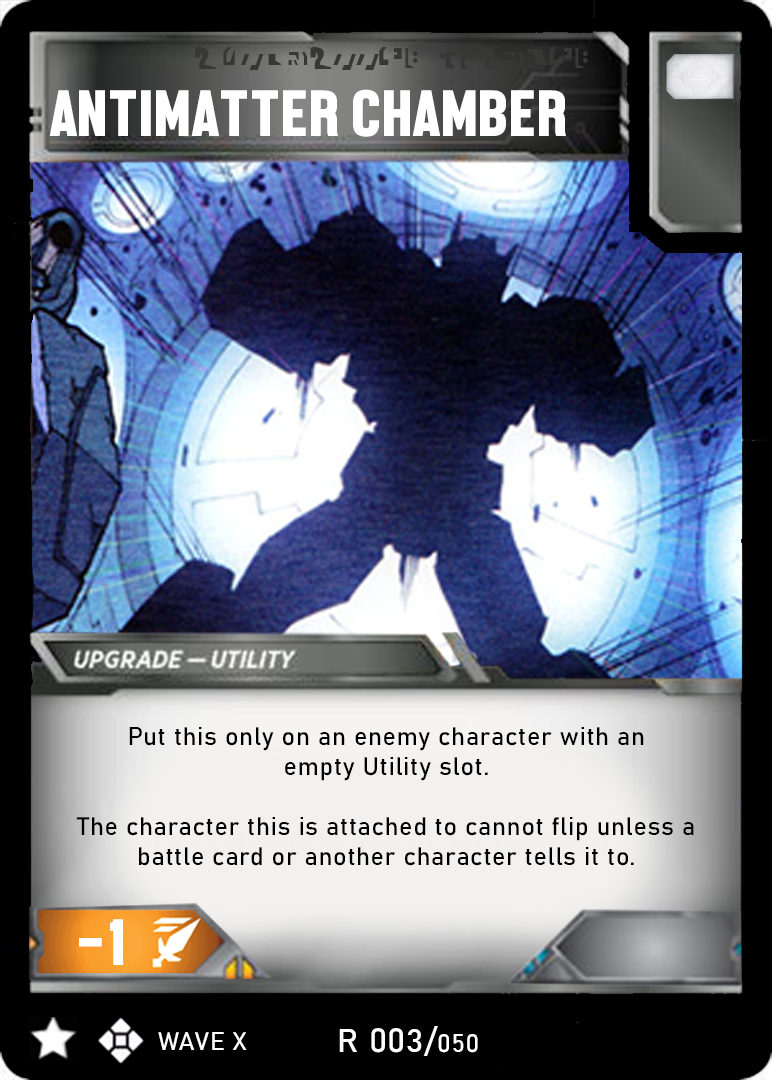 ANTIMATTER CHAMBER
UPGRADE — UTILITY
Put this only on an enemy character with an
empty Utility slot.
The character this is attached to cannot flip unless a
battle card or another character tells it to.
-1
WAVE X R 003/050